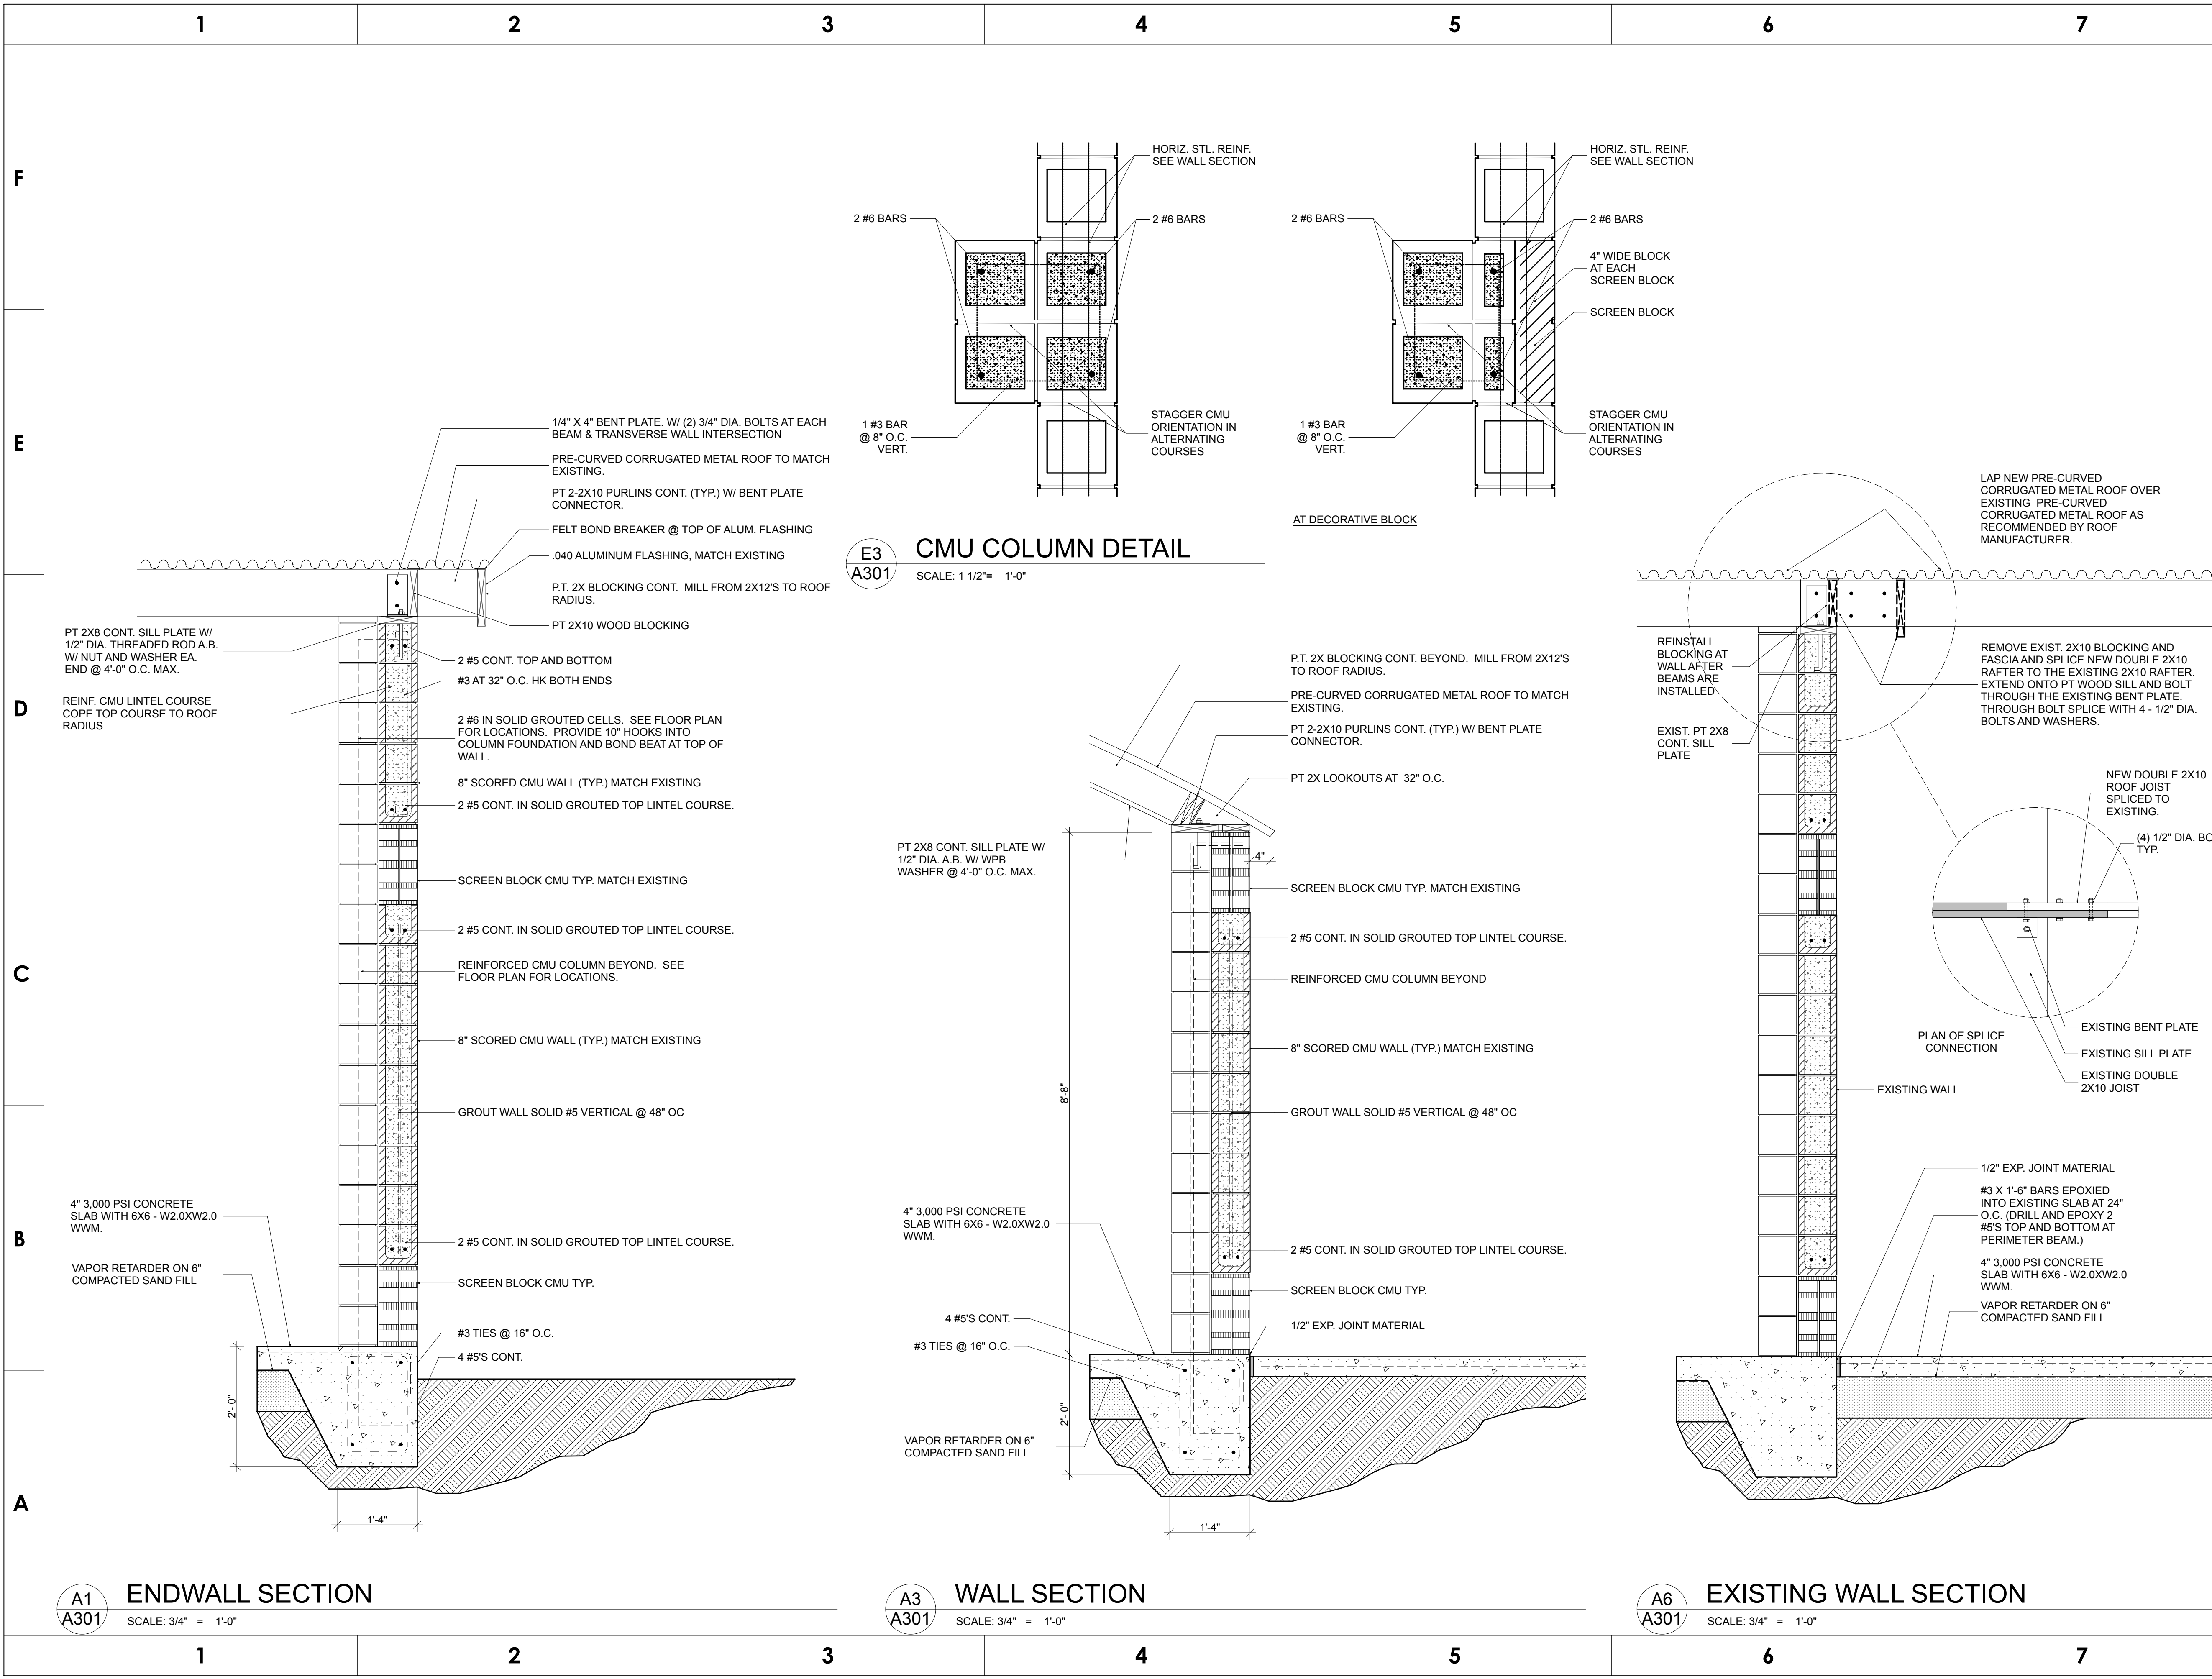 1 2 3 4 5 6 7
F
E
D
C
B
A
HORIZ. STL. REINF.
SEE WALL SECTION
2 #6 BARS
2 #6 BARS
1 #3 BAR
@ 8" O.C.
VERT.
STAGGER CMU
ORIENTATION IN
ALTERNATING
COURSES
E3
A301
CMU COLUMN DETAIL
SCALE: 1 1/2"= 1'-0"
HORIZ. STL. REINF.
SEE WALL SECTION
2 #6 BARS
2 #6 BARS
4" WIDE BLOCK
AT EACH
SCREEN BLOCK
SCREEN BLOCK
1 #3 BAR
@ 8" O.C.
VERT.
STAGGER CMU
ORIENTATION IN
ALTERNATING
COURSES
AT DECORATIVE BLOCK
1/4" X 4" BENT PLATE. W/ (2) 3/4" DIA. BOLTS AT EACH
BEAM & TRANSVERSE WALL INTERSECTION
PRE-CURVED CORRUGATED METAL ROOF TO MATCH
EXISTING.
PT 2-2X10 PURLINS CONT. (TYP.) W/ BENT PLATE
CONNECTOR.
FELT BOND BREAKER @ TOP OF ALUM. FLASHING
.040 ALUMINUM FLASHING, MATCH EXISTING
P.T. 2X BLOCKING CONT. MILL FROM 2X12'S TO ROOF
RADIUS.
PT 2X10 WOOD BLOCKING
PT 2X8 CONT. SILL PLATE W/
1/2" DIA. THREADED ROD A.B.
W/ NUT AND WASHER EA.
END @ 4'-0" O.C. MAX.
REINF. CMU LINTEL COURSE
COPE TOP COURSE TO ROOF
RADIUS
2 #5 CONT. TOP AND BOTTOM
#3 AT 32" O.C. HK BOTH ENDS
2 #6 IN SOLID GROUTED CELLS. SEE FLOOR PLAN
FOR LOCATIONS. PROVIDE 10" HOOKS INTO
COLUMN FOUNDATION AND BOND BEAT AT TOP OF
WALL.
8" SCORED CMU WALL (TYP.) MATCH EXISTING
2 #5 CONT. IN SOLID GROUTED TOP LINTEL COURSE.
SCREEN BLOCK CMU TYP. MATCH EXISTING
2 #5 CONT. IN SOLID GROUTED TOP LINTEL COURSE.
REINFORCED CMU COLUMN BEYOND. SEE
FLOOR PLAN FOR LOCATIONS.
8" SCORED CMU WALL (TYP.) MATCH EXISTING
GROUT WALL SOLID #5 VERTICAL @ 48" OC
4" 3,000 PSI CONCRETE
SLAB WITH 6X6 - W2.0XW2.0
WWM.
VAPOR RETARDER ON 6"
COMPACTED SAND FILL
2 #5 CONT. IN SOLID GROUTED TOP LINTEL COURSE.
SCREEN BLOCK CMU TYP.
#3 TIES @ 16" O.C.
4 #5'S CONT.
2'- 0"
1'-4"
A1
A301
ENDWALL SECTION
SCALE: 3/4" = 1'-0"
P.T. 2X BLOCKING CONT. BEYOND. MILL FROM 2X12'S
TO ROOF RADIUS.
PRE-CURVED CORRUGATED METAL ROOF TO MATCH
EXISTING.
PT 2-2X10 PURLINS CONT. (TYP.) W/ BENT PLATE
CONNECTOR.
PT 2X LOOKOUTS AT 32" O.C.
PT 2X8 CONT. SILL PLATE W/
1/2" DIA. A.B. W/ WPB
WASHER @ 4'-0" O.C. MAX.
4"
SCREEN BLOCK CMU TYP. MATCH EXISTING
2 #5 CONT. IN SOLID GROUTED TOP LINTEL COURSE.
REINFORCED CMU COLUMN BEYOND
8" SCORED CMU WALL (TYP.) MATCH EXISTING
8'-8"
GROUT WALL SOLID #5 VERTICAL @ 48" OC
4" 3,000 PSI CONCRETE
SLAB WITH 6X6 - W2.0XW2.0
WWM.
2 #5 CONT. IN SOLID GROUTED TOP LINTEL COURSE.
SCREEN BLOCK CMU TYP.
4 #5'S CONT.
1/2" EXP. JOINT MATERIAL
#3 TIES @ 16" O.C.
2'- 0"
VAPOR RETARDER ON 6"
COMPACTED SAND FILL
1'-4"
A3
A301
WALL SECTION
SCALE: 3/4" = 1'-0"
LAP NEW PRE-CURVED
CORRUGATED METAL ROOF OVER
EXISTING PRE-CURVED
CORRUGATED METAL ROOF AS
RECOMMENDED BY ROOF
MANUFACTURER.
REINSTALL
BLOCKING AT
WALL AFTER
BEAMS ARE
INSTALLED
EXIST. PT 2X8
CONT. SILL
PLATE
REMOVE EXIST. 2X10 BLOCKING AND
FASCIA AND SPLICE NEW DOUBLE 2X10
RAFTER TO THE EXISTING 2X10 RAFTER.
EXTEND ONTO PT WOOD SILL AND BOLT
THROUGH THE EXISTING BENT PLATE.
THROUGH BOLT SPLICE WITH 4 - 1/2" DIA.
BOLTS AND WASHERS.
NEW DOUBLE 2X10
ROOF JOIST
SPLICED TO
EXISTING.
(4) 1/2" DIA. BO
TYP.
PLAN OF SPLICE
CONNECTION
EXISTING BENT PLATE
EXISTING SILL PLATE
EXISTING DOUBLE
2X10 JOIST
EXISTING WALL
1/2" EXP. JOINT MATERIAL
#3 X 1'-6" BARS EPOXIED
INTO EXISTING SLAB AT 24"
O.C. (DRILL AND EPOXY 2
#5'S TOP AND BOTTOM AT
PERIMETER BEAM.)
4" 3,000 PSI CONCRETE
SLAB WITH 6X6 - W2.0XW2.0
WWM.
VAPOR RETARDER ON 6"
COMPACTED SAND FILL
A6
A301
EXISTING WALL SECTION
SCALE: 3/4" = 1'-0"
1 2 3 4 5 6 7